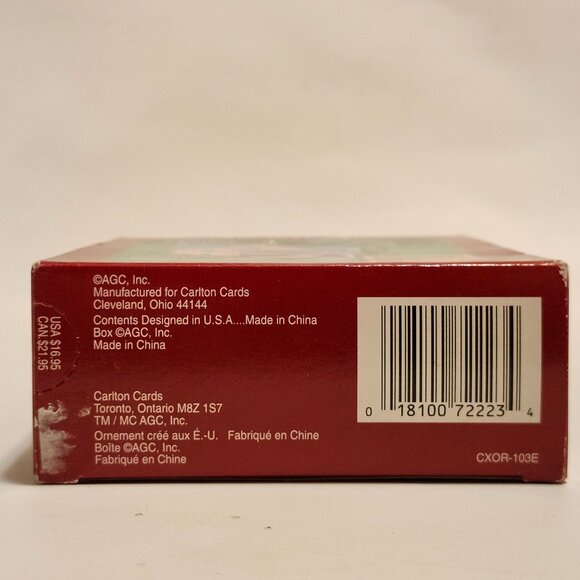 ©AGC, Inc.
Manufactured for Carlton Cards
Cleveland, Ohio 44144
Contents Designed in U.S.A....Made in China
Box ©AGC, Inc.
Made in China
USA $16.95
CAN $21.95
Carlton Cards
Toronto, Ontario M8Z 1S7
TM / MC AGC, Inc.
Ornement créé aux É.-U. Fabriqué en Chine
Boîte ©AGC, Inc.
Fabriqué en Chine
0 18100 72223 4
CXOR-103E